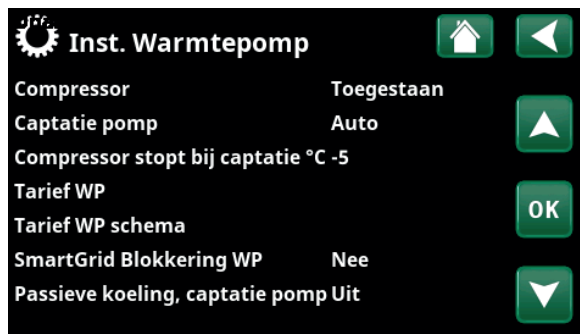 Inst. Warmtepomp
Compressor Toegestaan
Captatie pomp Auto
Compressor stopt bij captatie °C -5
Tarief WP
Tarief WP schema
OK
SmartGrid Blokkering WP Nee
Passieve koeling, captatie pomp Uit